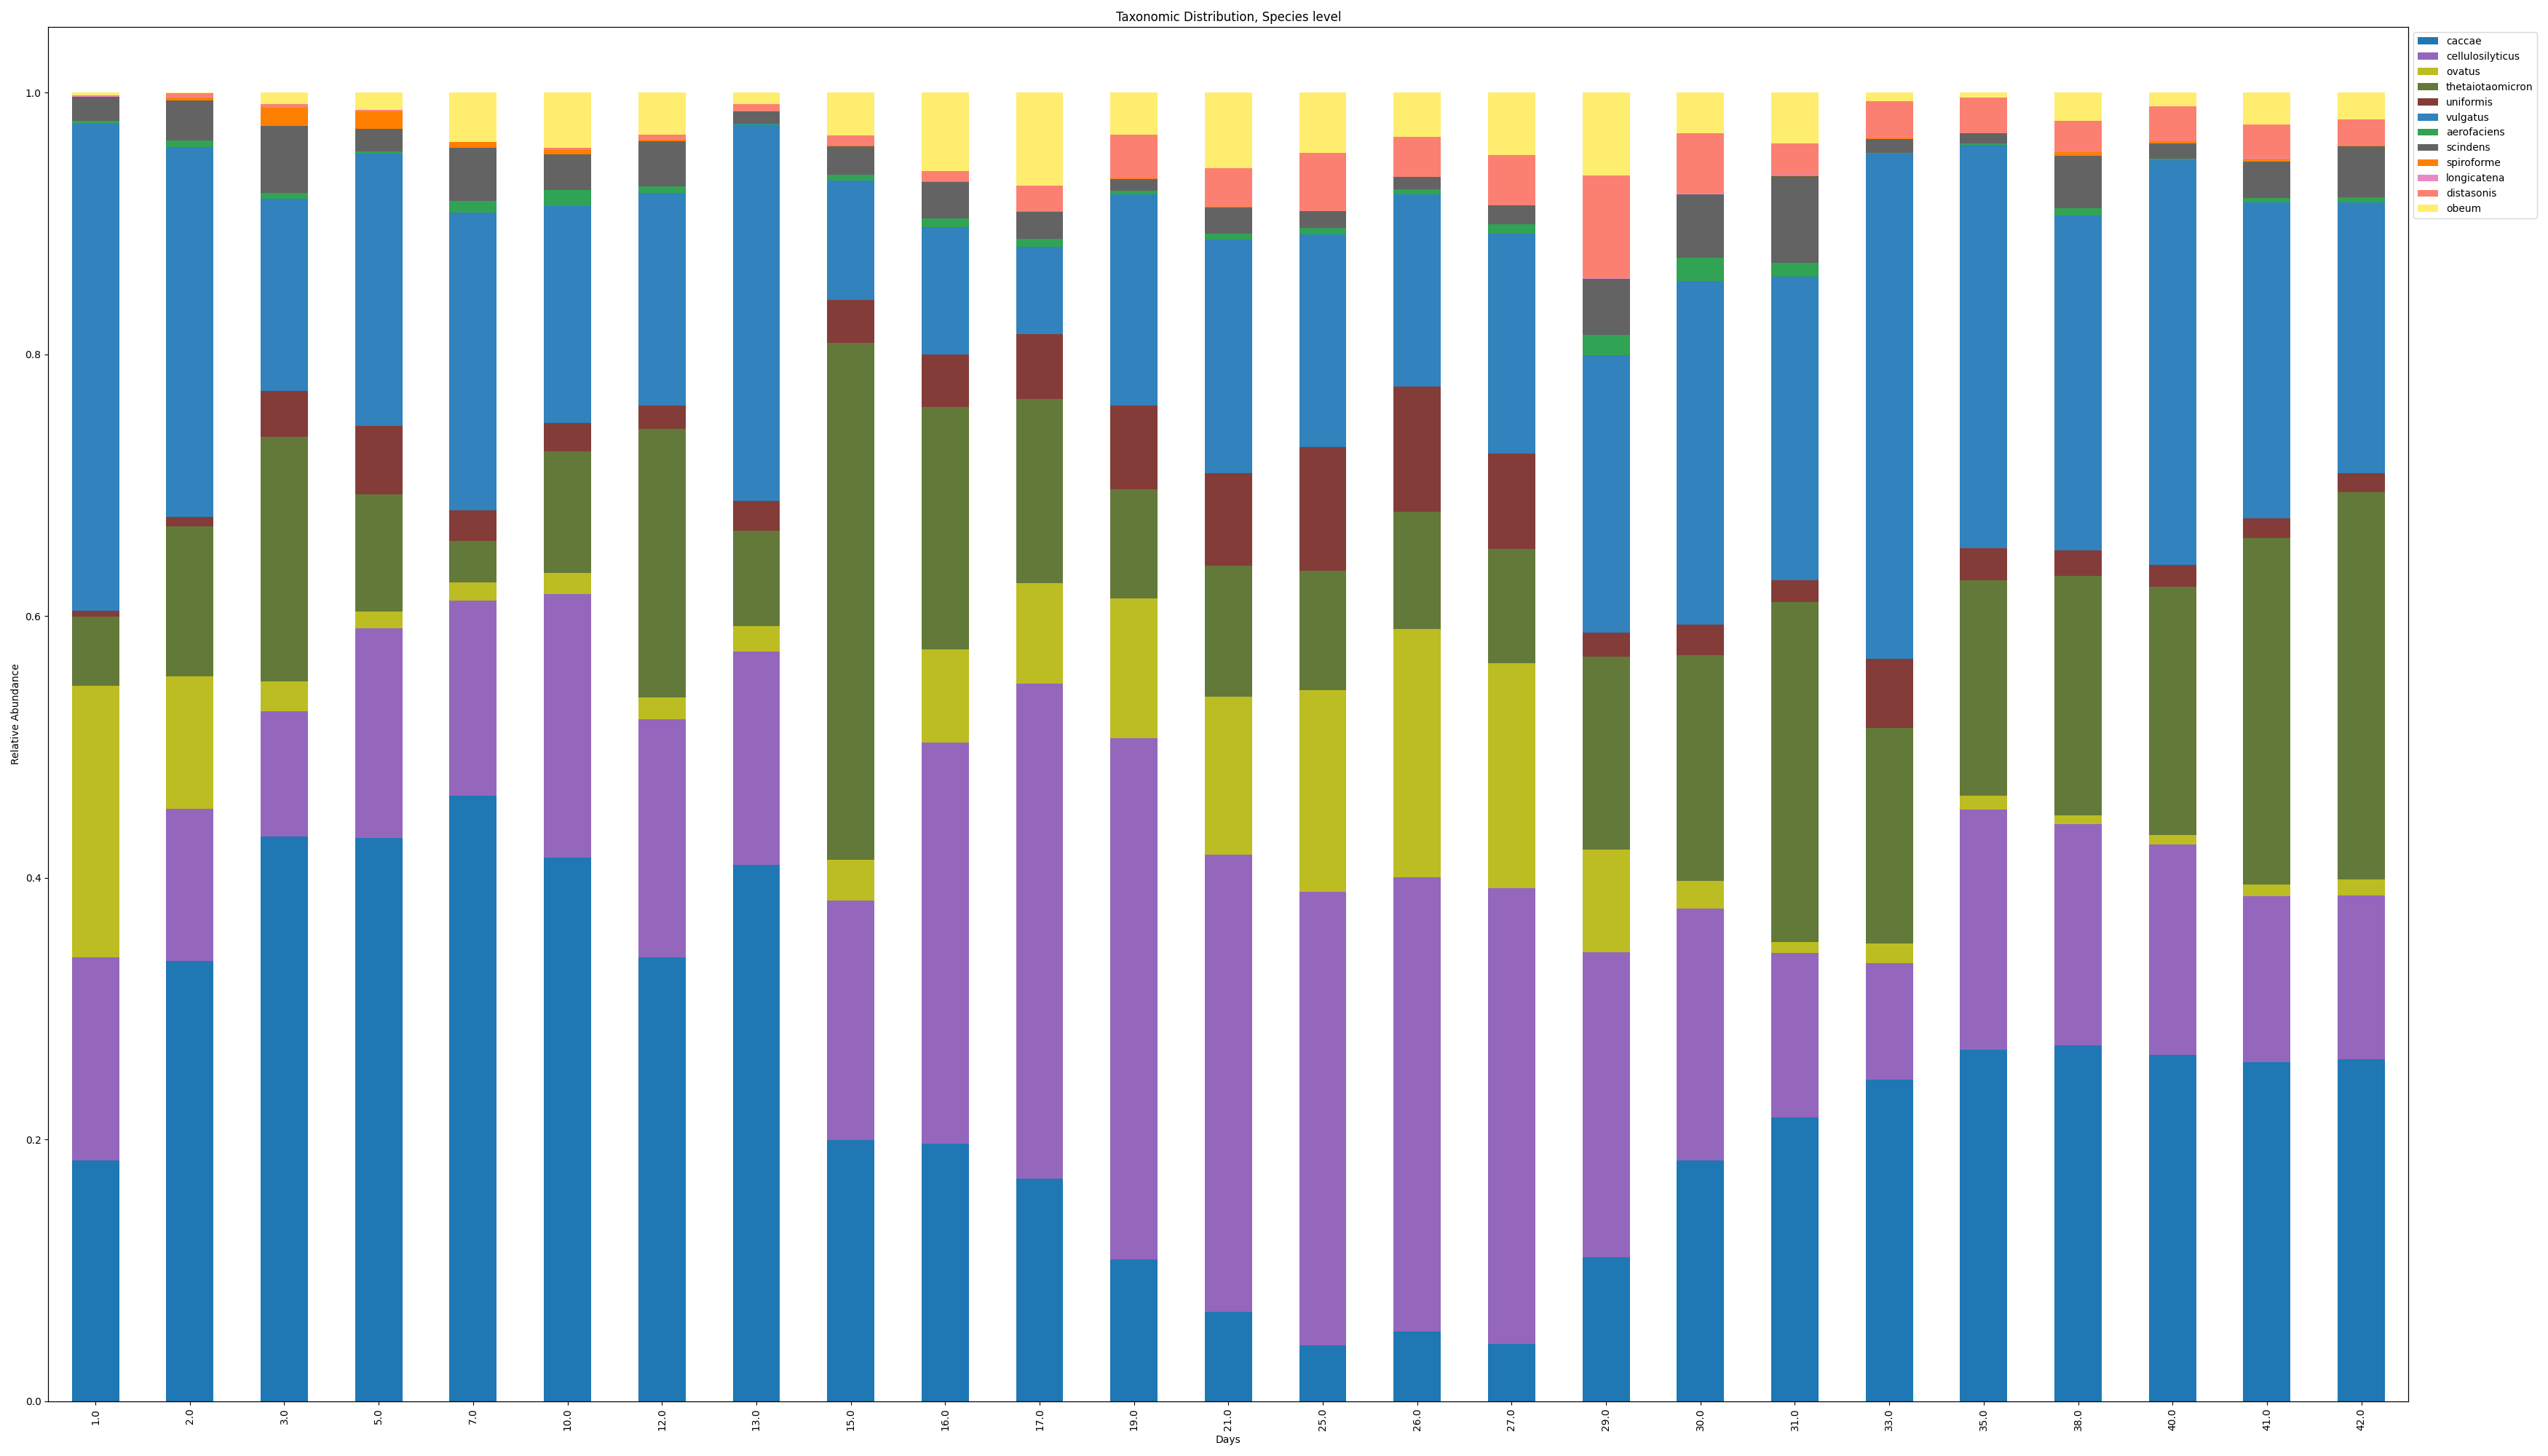 Taxonomic Distribution, Species level
caccae
cellulosilyticus
ovatus
thetaiotaomicron
uniformis
vulgatus
aerofaciens
scindens
spiroforme
longicatena
distasonis
obeum
Relative Abundance
1.0
0.8
0.6
0.4
0.2
0.0
1.0 2.0 3.0 5.0 7.0 10.0 12.0 13.0 15.0 16.0 17.0 19.0 21.0 25.0 26.0 27.0 29.0 30.0 31.0 33.0 35.0 38.0 40.0 41.0 42.0
Days